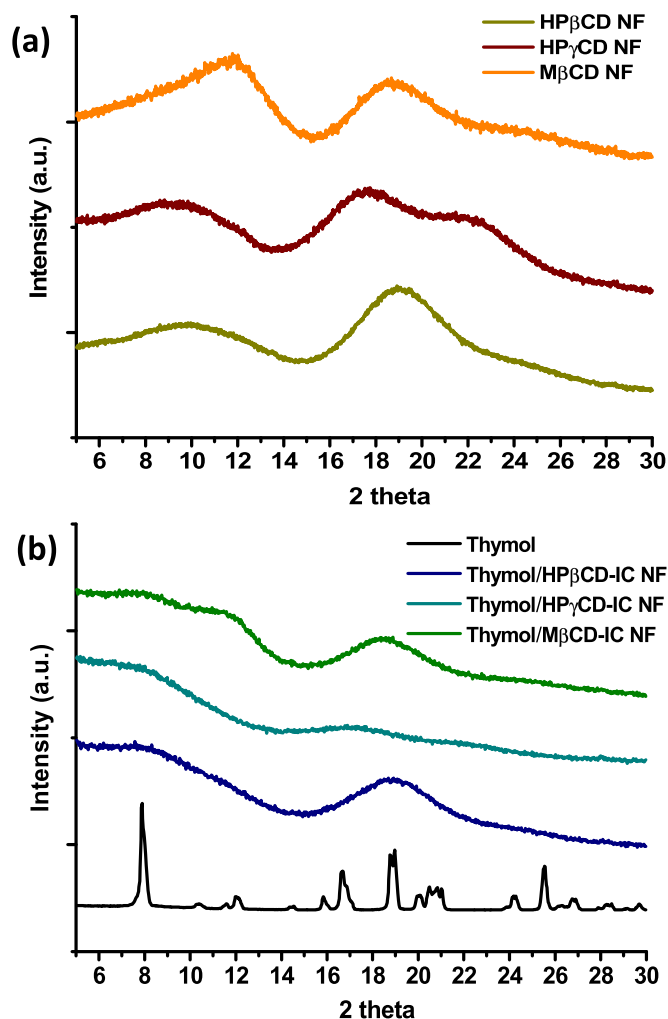 (a)
HPβCD NF
HPγCD NF
MβCD NF
Intensity (a.u.)
6 8 10 12 14 16 18 20 22 24 26 28 30
2 theta
(b)
Thymol
Thymol/HPβCD-IC NF
Thymol/HPγCD-IC NF
Thymol/MβCD-IC NF
Intensity (a.u.)
6 8 10 12 14 16 18 20 22 24 26 28 30
2 theta